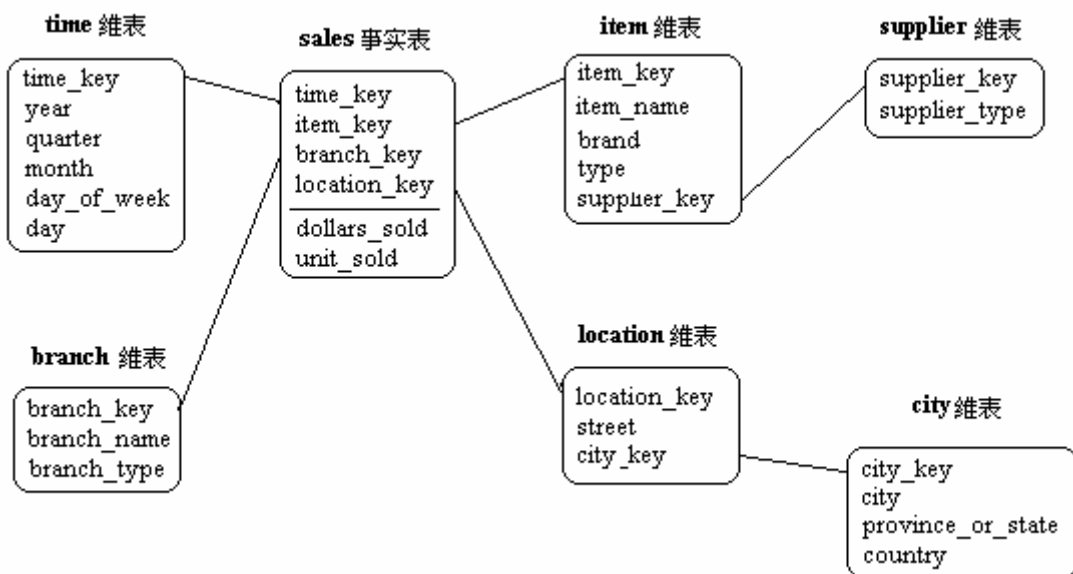 time 維表
time_key
year
quarter
month
day_of_week
day
sales 事实表
time_key
item_key
branch_key
location_key
dollars_sold
unit_sold
item 維表
item_key
item_name
brand
type
supplier_key
supplier 維表
supplier_key
supplier_type
branch 維表
branch_key
branch_name
branch_type
location 維表
location_key
street
city_key
city 維表
city_key
city
province_or_state
country